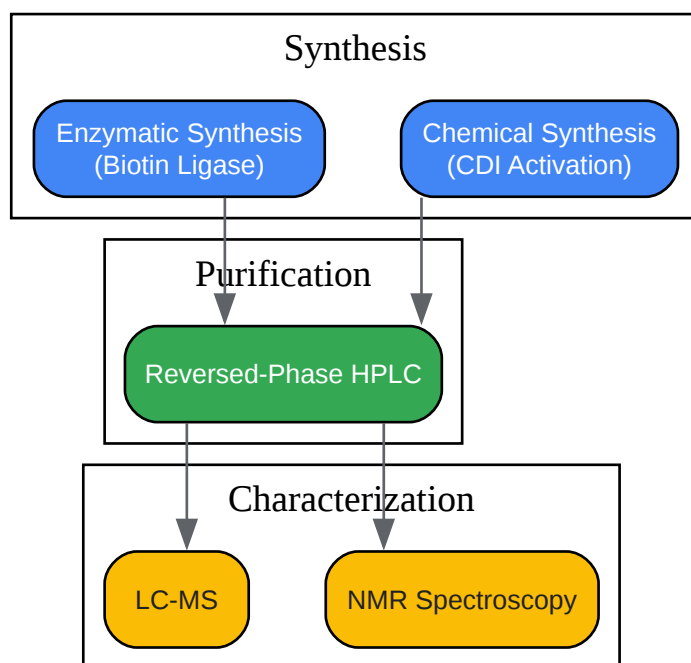 Synthesis
Enzymatic Synthesis
(Biotin Ligase)
Chemical Synthesis
(CDI Activation)
Purification
Reversed-Phase HPLC
Characterization
LC-MS
NMR Spectroscopy